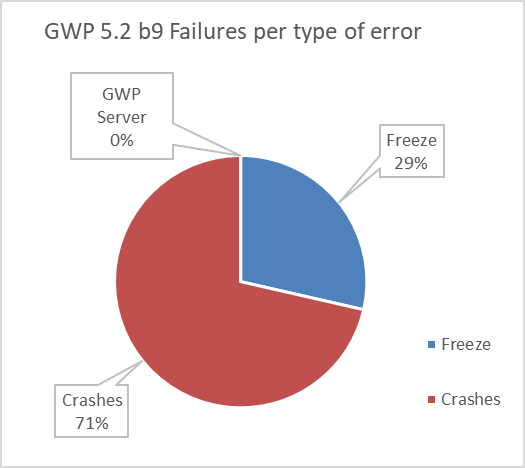 GWP 5.2 b9 Failures per type of error
GWP
Server
0%
Freeze
29%
Crashes
71%
Freeze
Crashes